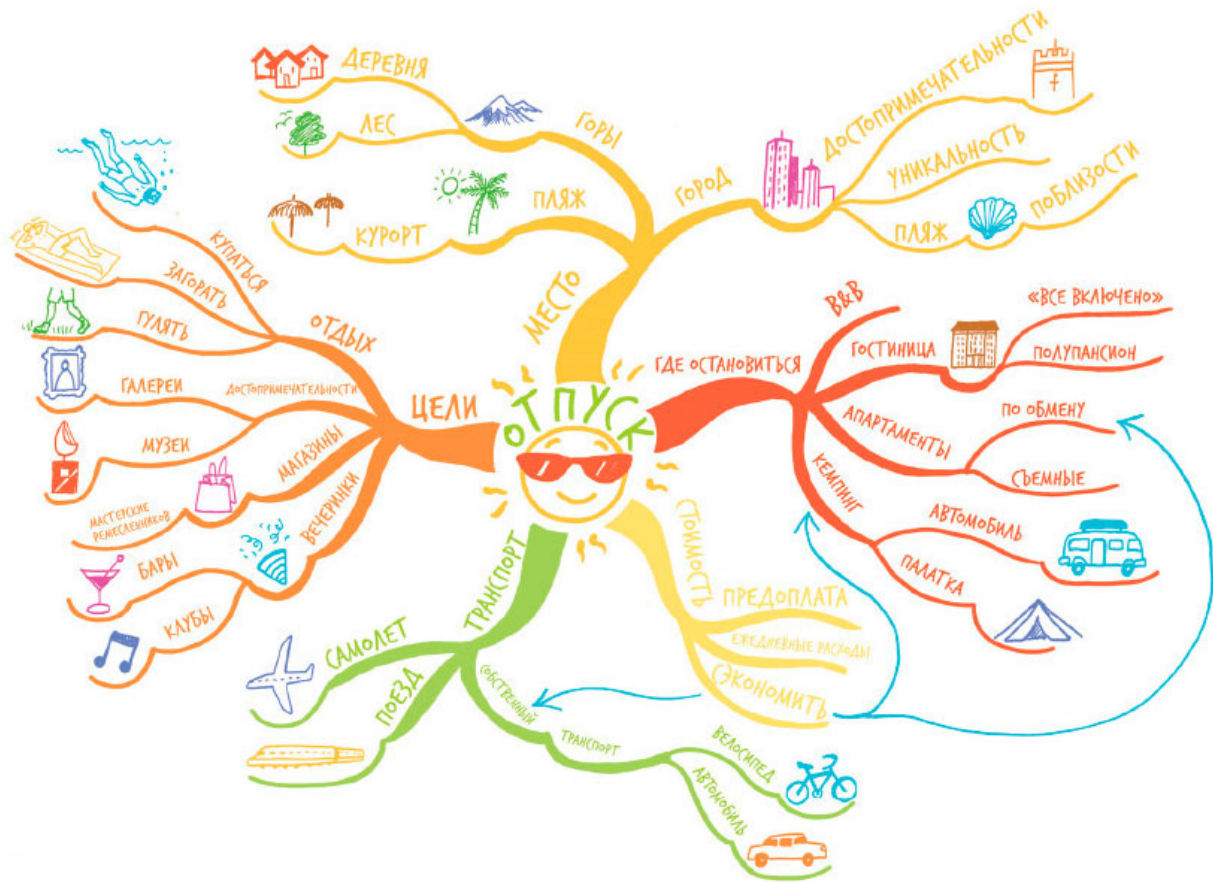 ОТПУСК
МЕСТО
ГОРЫ
ДЕРЕВНЯ
ЛЕС
ПЛЯЖ
КУРОРТ
ГОРОД
ДОСТОПРИМЕЧАТЕЛЬНОСТИ
УНИКАЛЬНОСТЬ
ПЛЯЖ
ПОБЛИЗОСТИ
ГДЕ ОСТАНОВИТЬСЯ
B&B
ГОСТИНИЦА
«ВСЕ ВКЛЮЧЕНО»
ПОЛУПАНСИОН
АПАРТАМЕНТЫ
ПО ОБМЕНУ
СЪЕМНЫЕ
КЕМПИНГ
АВТОМОБИЛЬ
ПАЛАТКА
СТОИМОСТЬ
ПРЕДОПЛАТА
ЕЖЕДНЕВНЫЕ РАСХОДЫ
СЭКОНОМИТЬ
ТРАНСПОРТ
САМОЛЕТ
ПОЕЗД
СОБСТВЕННЫЙ
ТРАНСПОРТ
ВЕЛОСИПЕД
АВТОМОБИЛЬ
ЦЕЛИ
ОТДЫХ
КУПАТЬСЯ
ЗАГОРАТЬ
ГУЛЯТЬ
ДОСТОПРИМЕЧАТЕЛЬНОСТИ
ГАЛЕРЕИ
МУЗЕИ
МАГАЗИНЫ
МАСТЕРСКИЕ
РЕМЕСЛЕННИКОВ
ВЕЧЕРИНКИ
БАРЫ
КЛУБЫ